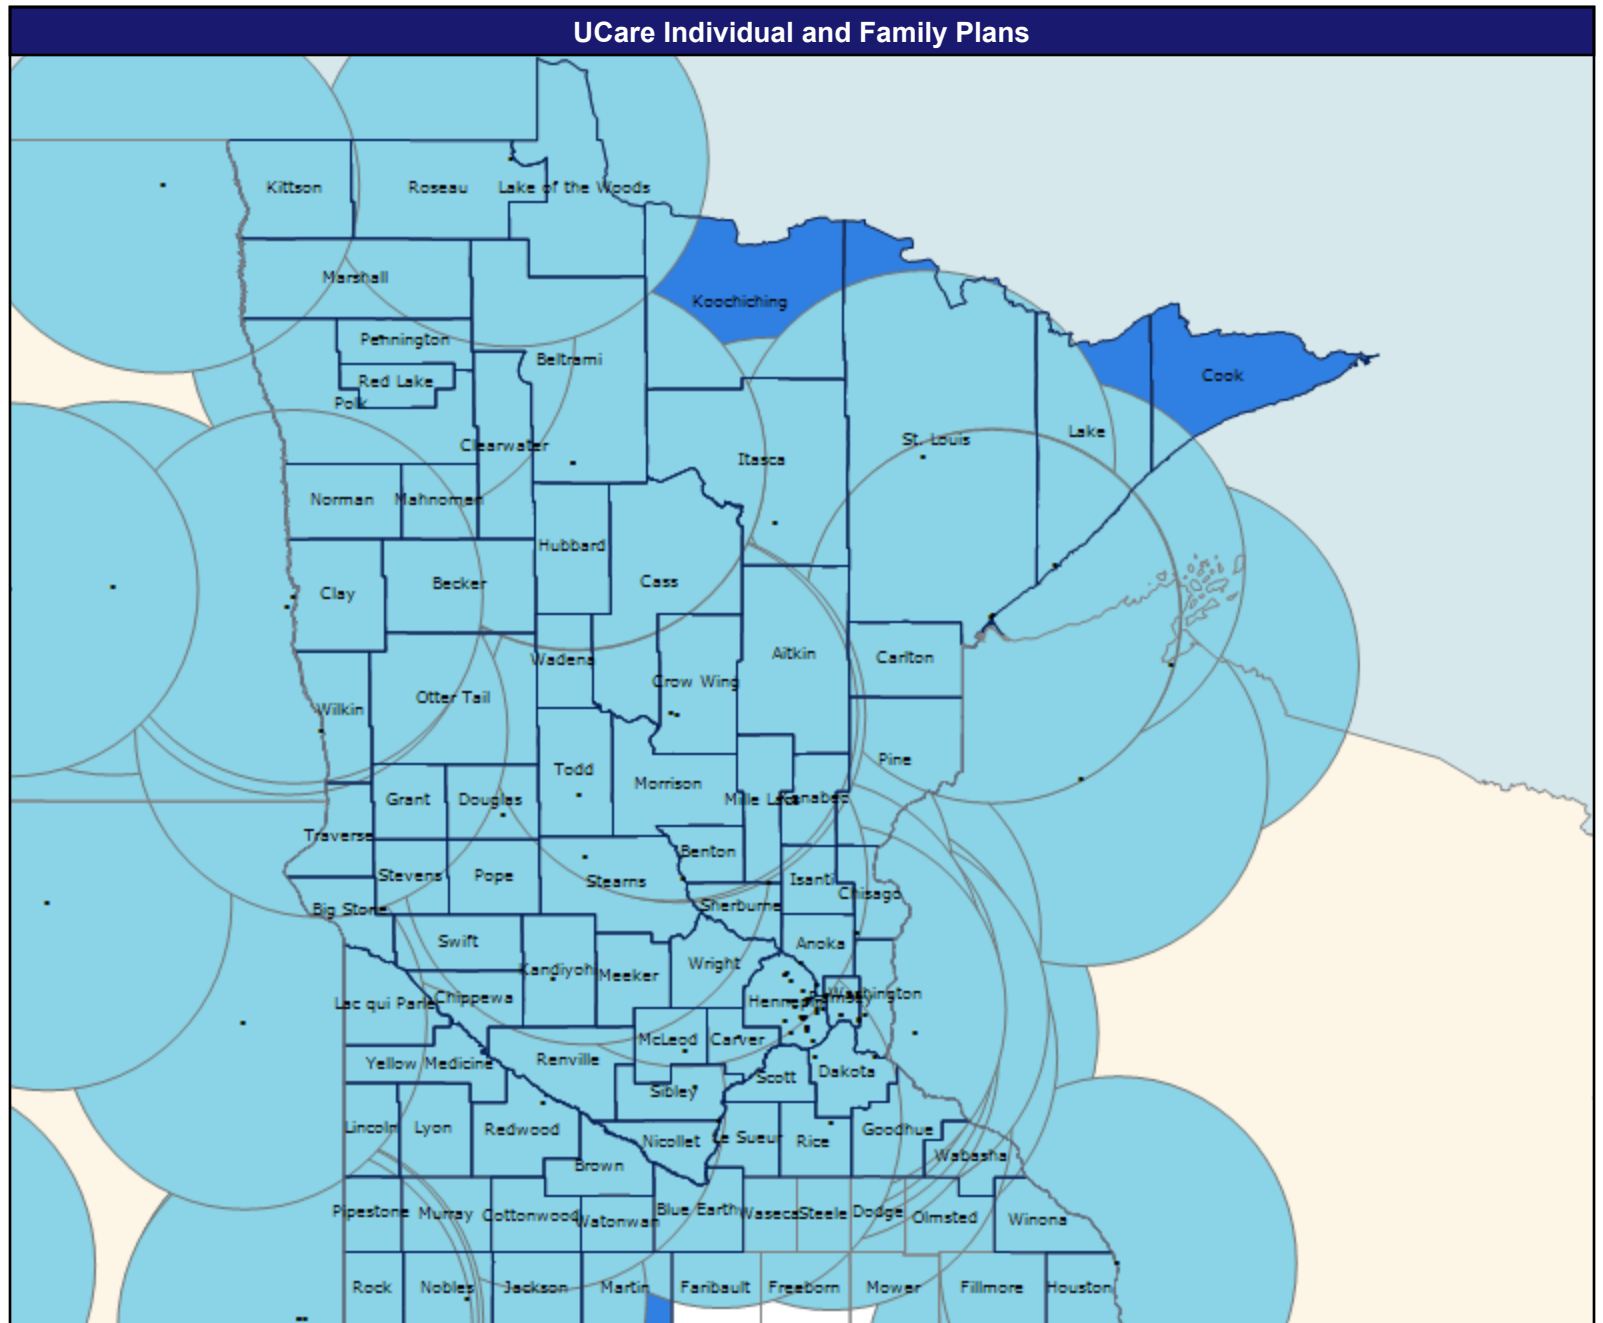 UCare Individual and Family Plans
Kittson
Roseau
Lake of the Woods
Marshall
Koochiching
Pennington
Beltrami
Red Lake
Cook
Polk
Lake
St. Louis
Clearwater
Itasca
Norman
Mahnomen
Hubbard
Cass
Becker
Clay
Aitkin
Carlton
Wadena
Crow Wing
Otter Tail
Wilkin
Pine
Todd
Morrison
Grant
Douglas
Mille Lacs
Kanabec
Traverse
Benton
Stevens
Pope
Stearns
Isanti
Chisago
Sherburne
Big Stone
Swift
Anoka
Wright
Kandiyohi
Meeker
Washington
Chippewa
Lac qui Parle
Hennepin
Ramsey
McLeod
Carver
Renville
Yellow Medicine
Dakota
Scott
Sibley
Lincoln
Lyon
Redwood
Goodhue
Le Sueur
Rice
Nicollet
Wabasha
Brown
Pipestone
Murray
Cottonwood
Watonwan
Blue Earth
Waseca
Steele
Dodge
Olmsted
Winona
Rock
Nobles
Jackson
Martin
Faribault
Freeborn
Mower
Fillmore
Houston